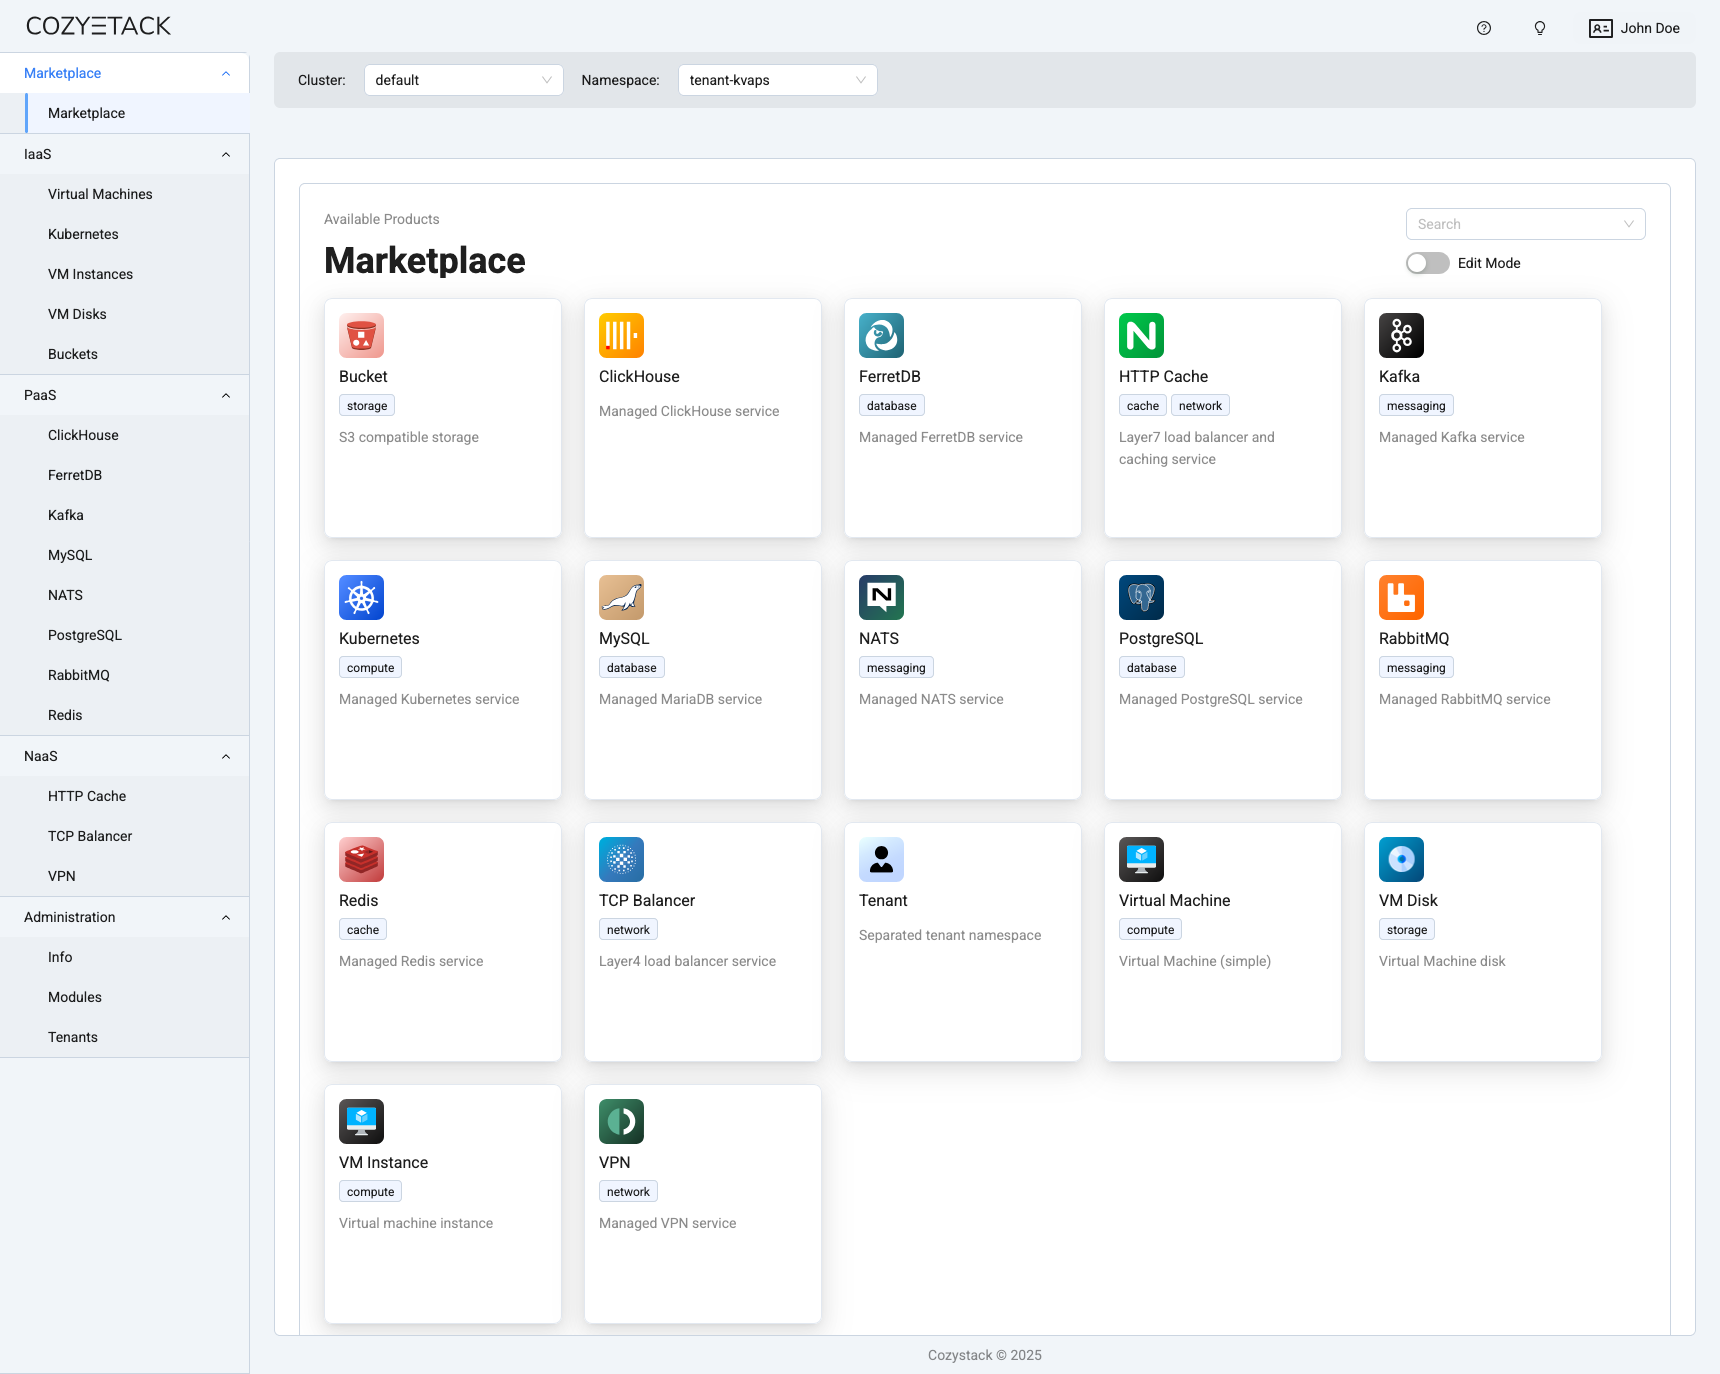 COZYSTACK
John Doe
Marketplace
Marketplace
IaaS
Virtual Machines
Kubernetes
VM Instances
VM Disks
Buckets
PaaS
ClickHouse
FerretDB
Kafka
MySQL
NATS
PostgreSQL
RabbitMQ
Redis
NaaS
HTTP Cache
TCP Balancer
VPN
Administration
Info
Modules
Tenants
Cluster: default Namespace: tenant-kvaps
Available Products
Marketplace
Search
Edit Mode
Bucket
storage
S3 compatible storage
ClickHouse
Managed ClickHouse service
FerretDB
database
Managed FerretDB service
HTTP Cache
cache network
Layer7 load balancer and
caching service
Kafka
messaging
Managed Kafka service
Kubernetes
compute
Managed Kubernetes service
MySQL
database
Managed MariaDB service
NATS
messaging
Managed NATS service
PostgreSQL
database
Managed PostgreSQL service
RabbitMQ
messaging
Managed RabbitMQ service
Redis
cache
Managed Redis service
TCP Balancer
network
Layer4 load balancer service
Tenant
Separated tenant namespace
Virtual Machine
compute
Virtual Machine (simple)
VM Disk
storage
Virtual Machine disk
VM Instance
compute
Virtual machine instance
VPN
network
Managed VPN service
Cozystack © 2025